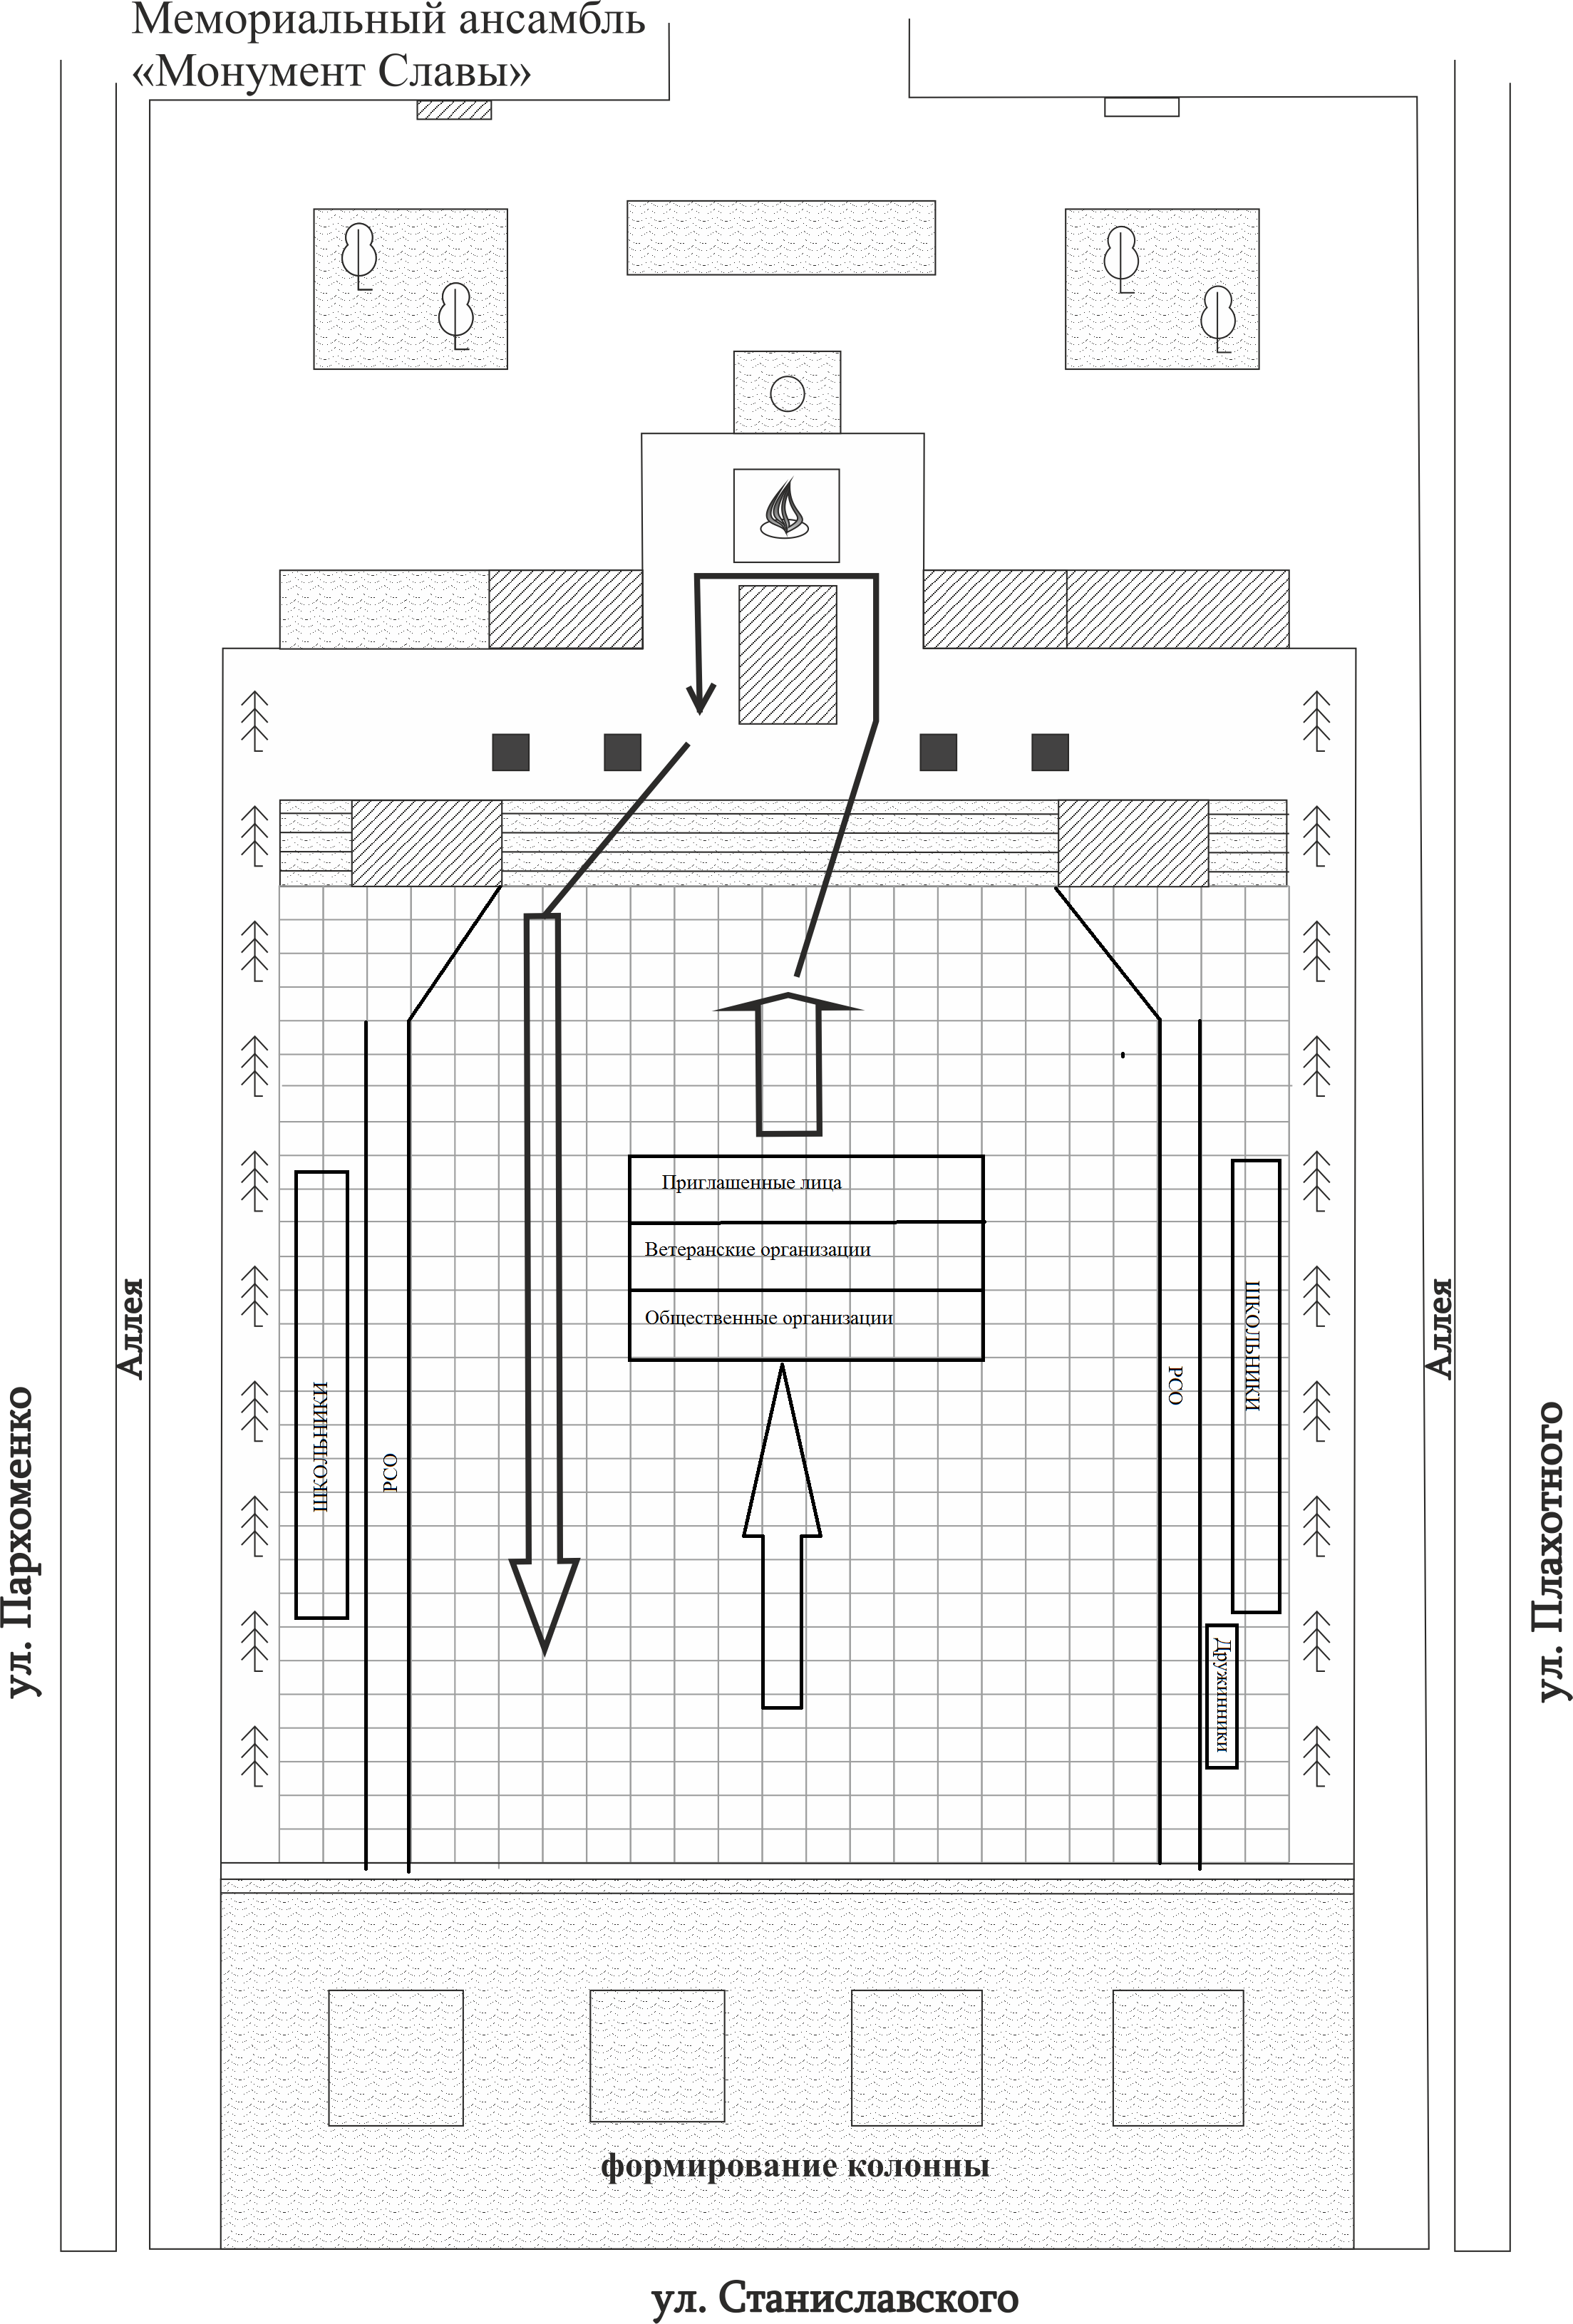 Мемориальный ансамбль
«Монумент Славы»
Приглашенные лица
Ветеранские организации
Общественные организации
Аллея
Аллея
ул. Пархоменко
ул. Плахотного
ШКОЛЬНИКИ
РСО
РСО
ШКОЛЬНИКИ
Дружинники
формирование колонны
ул. Станиславского